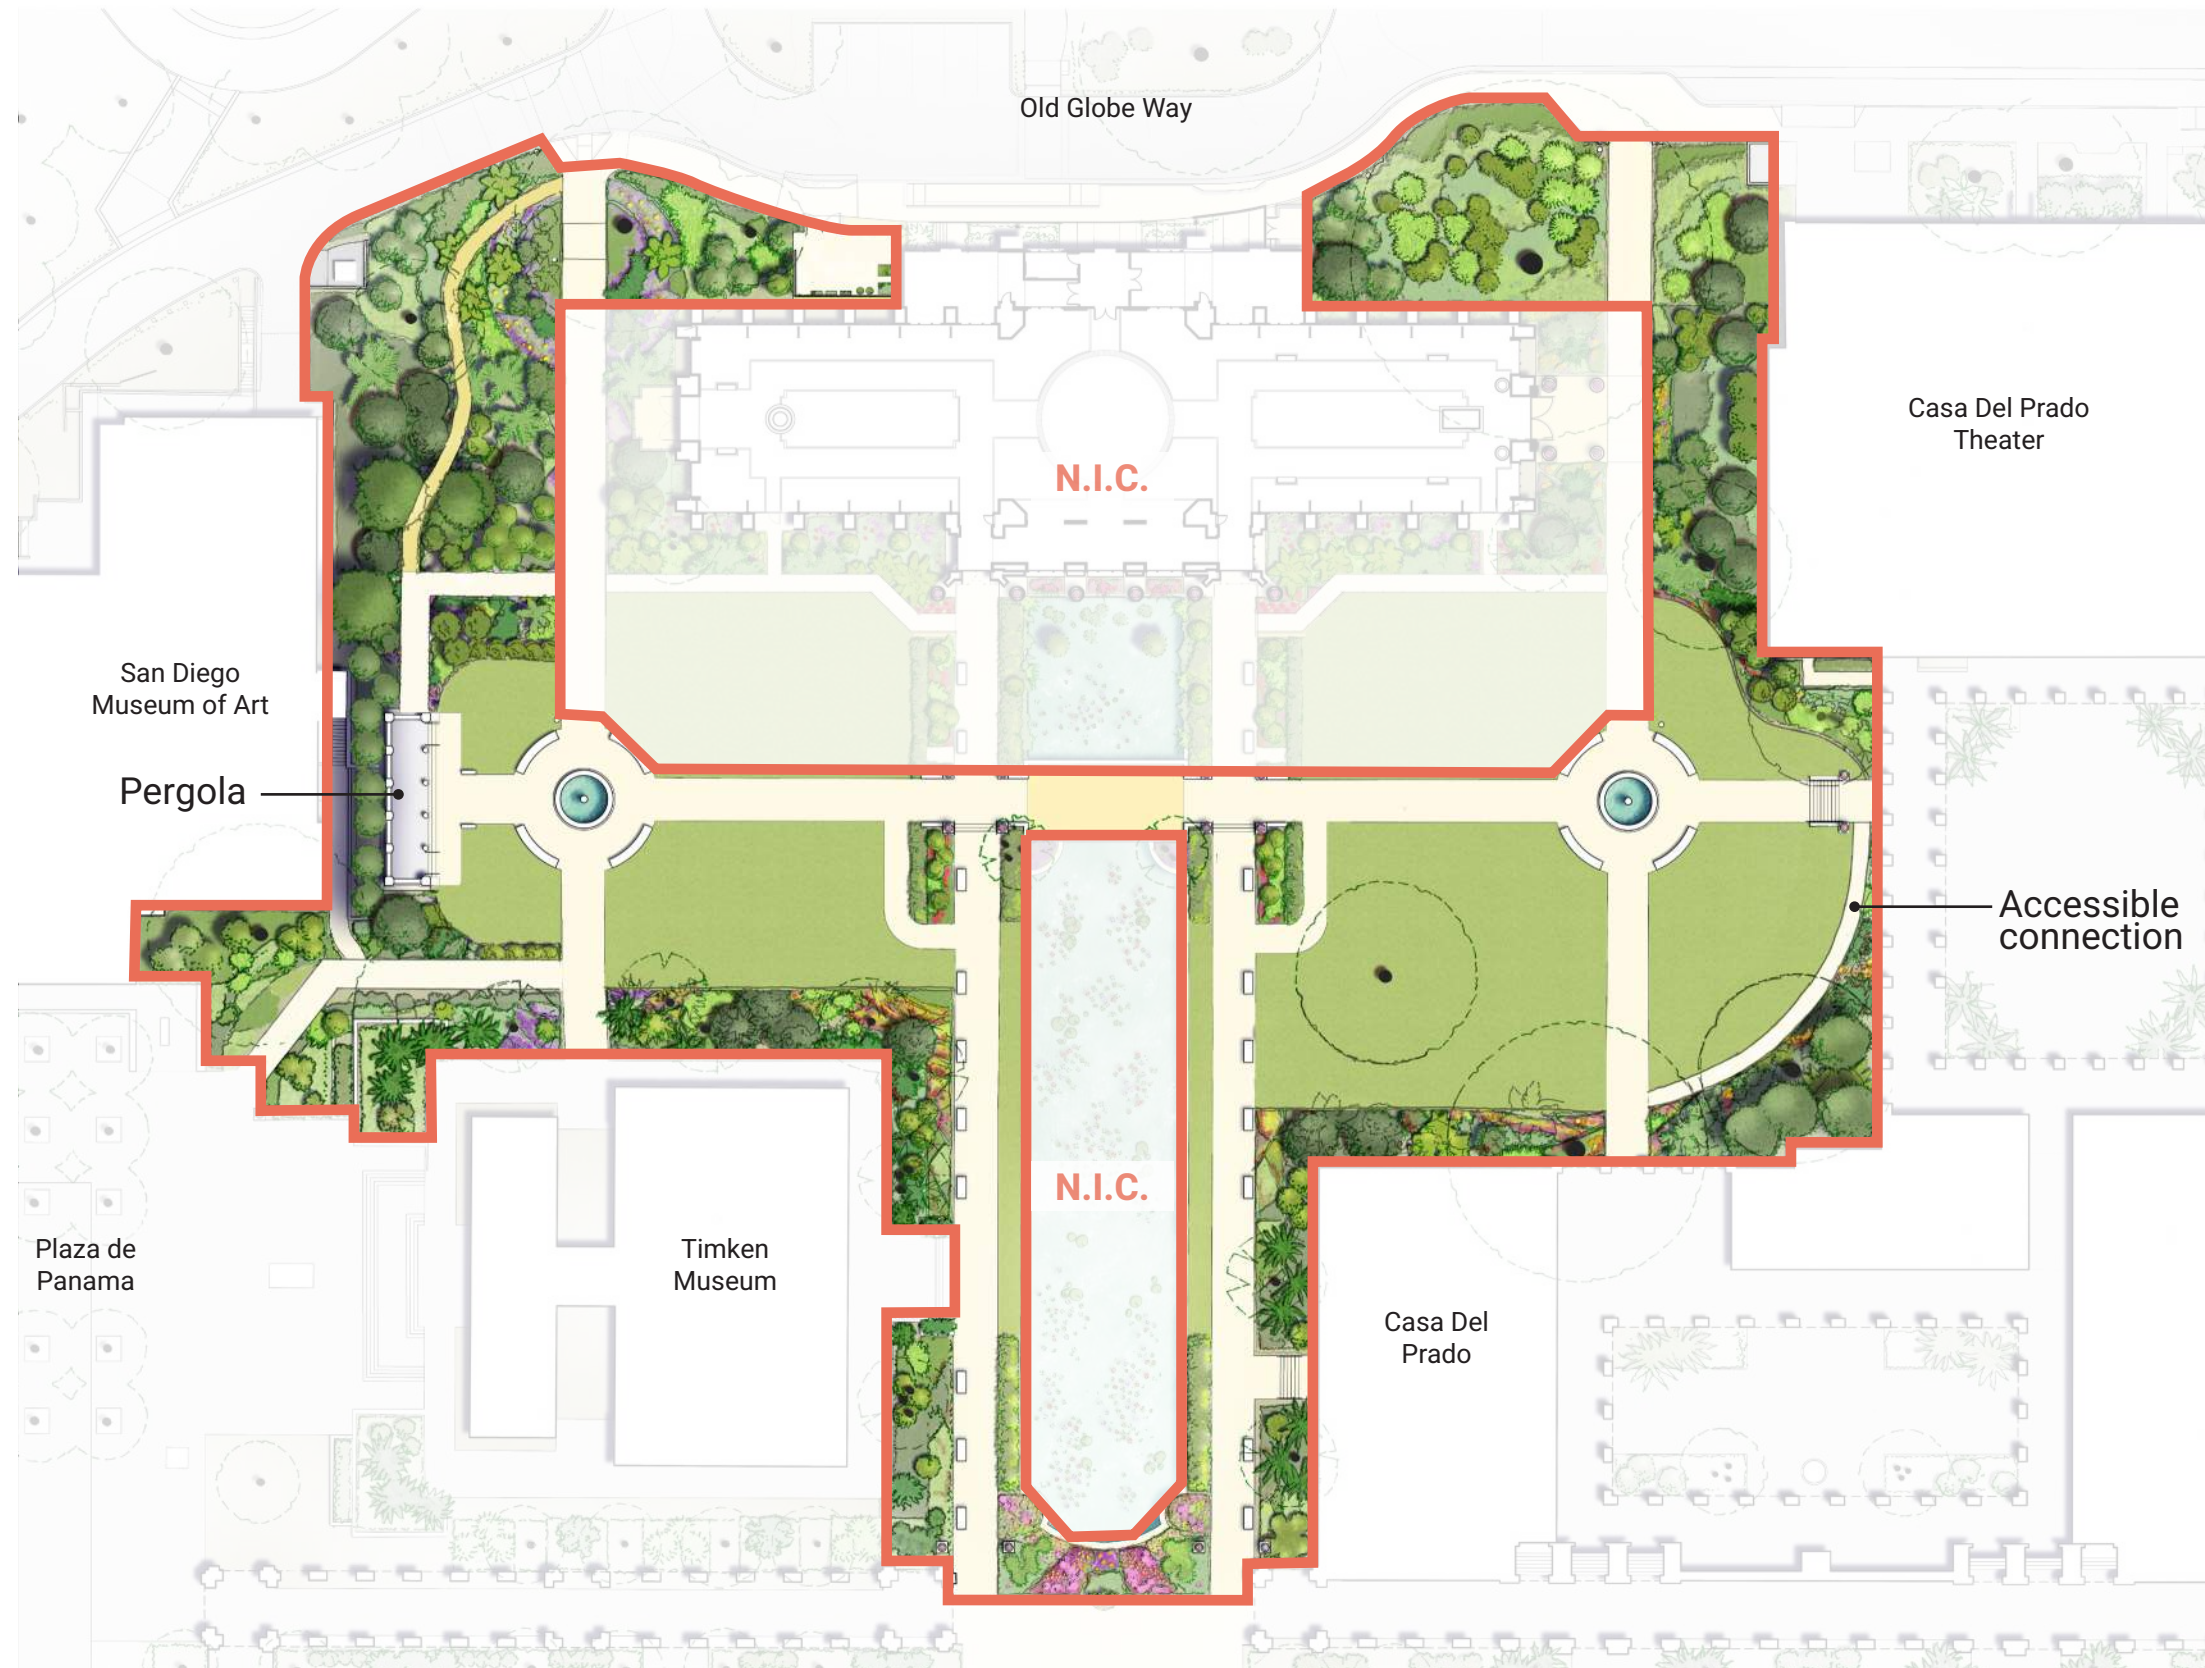 Old Globe Way
Casa Del Prado
Theater
N.I.C.
San Diego
Museum of Art
Pergola
Accessible
connection
N.I.C.
Plaza de
Panama
Timken
Museum
Casa Del
Prado